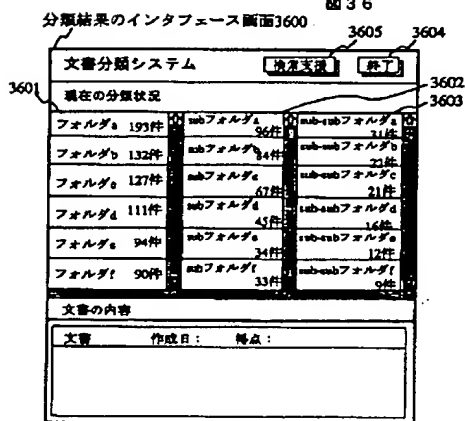 図36
分類結果のインタフェース画面3600
3605 3604
文書分類システム 検索支援 終了
3602
3601 現在の分類状況 3603
フォルダa 193件 subフォルダa 96件 sub-subフォルダa 31件
フォルダb 132件 subフォルダb 84件 sub-subフォルダb 22件
フォルダc 127件 subフォルダc 67件 sub-subフォルダc 21件
フォルダd 111件 subフォルダd 45件 sub-subフォルダd 16件
フォルダe 94件 subフォルダe 34件 sub-subフォルダe 12件
フォルダf 90件 subフォルダf 33件 sub-subフォルダf 9件
文書の内容
文書 作成日： 得点：